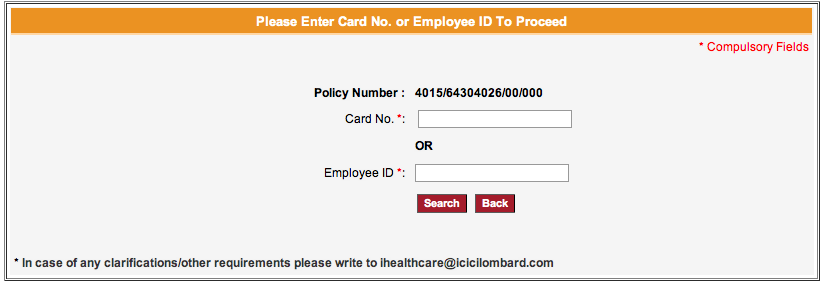 Please Enter Card No. or Employee ID To Proceed
* Compulsory Fields
Policy Number : 4015/64304026/00/000
Card No. *:
OR
Employee ID *:
Search Back
* In case of any clarifications/other requirements please write to ihealthcare@icicilombard.com